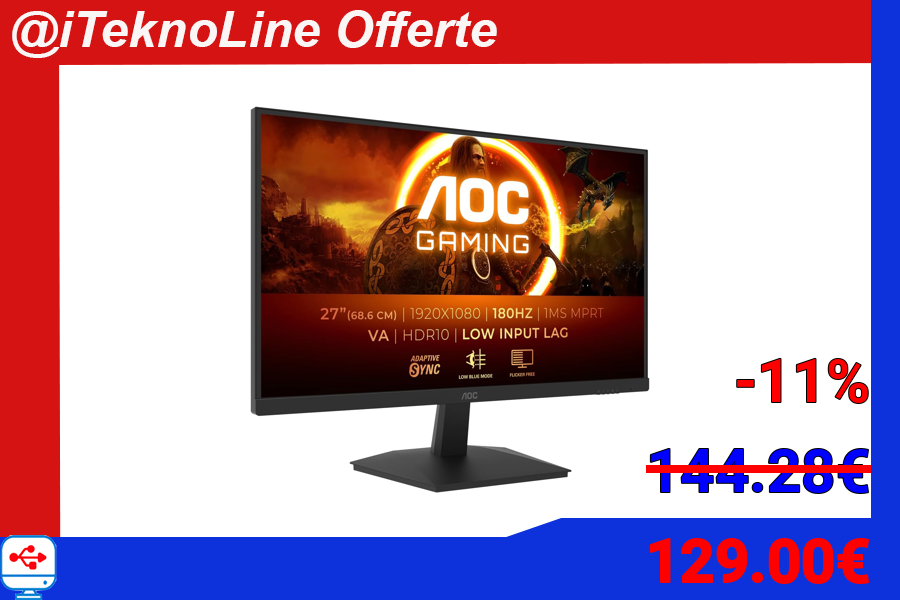 @iTeknoLine Offerte
AOC
GAMING
27”(68.6 CM) | 1920X1080 | 180HZ | 1MS MPRT
VA | HDR10 | LOW INPUT LAG
ADAPTIVE
SYNC
LOW BLUE MODE
FLICKER FREE
AOC
-11%
144.28€
129.00€